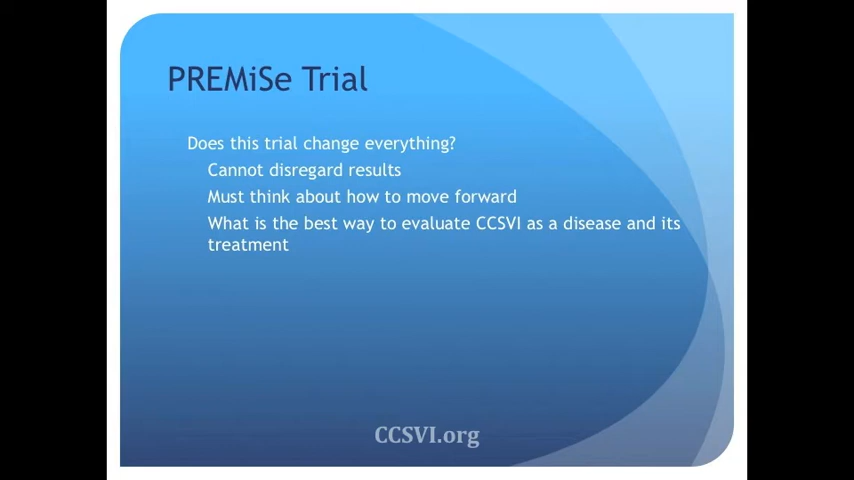 PREMiSe Trial
Does this trial change everything?
Cannot disregard results
Must think about how to move forward
What is the best way to evaluate CCSVI as a disease and its
treatment
CCSVI.org